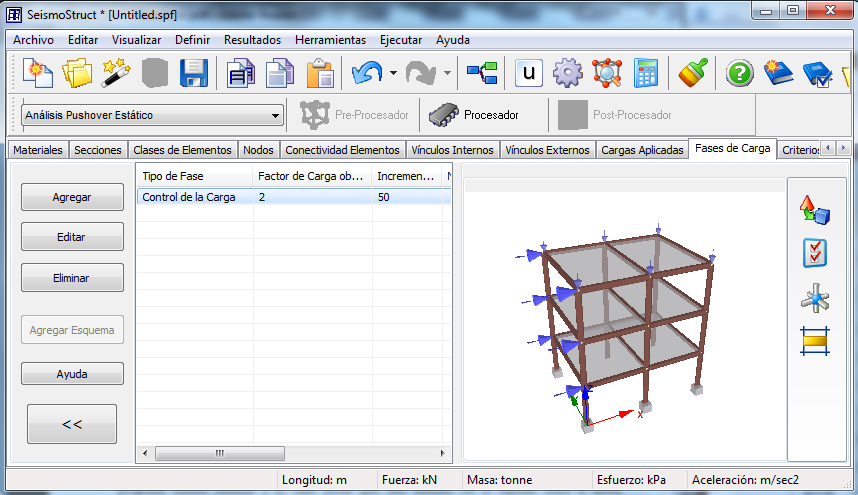 SeismoStruct * [Untitled.spf]
Archivo Editar Visualizar Definir Resultados Herramientas Ejecutar Ayuda
u ?
Análisis Pushover Estático Pre-Procesador Procesador Post-Procesador
Materiales Secciones Clases de Elementos Nodos Conectividad Elementos Vínculos Internos Vínculos Externos Cargas Aplicadas Fases de Carga Criterios
Tipo de Fase Factor de Carga ob... Incremen...
Control de la Carga 2 50
Agregar
Editar
Eliminar
Agregar Esquema
Ayuda
<<
Z
X
Longitud: m Fuerza: kN Masa: tonne Esfuerzo: kPa Aceleración: m/sec2